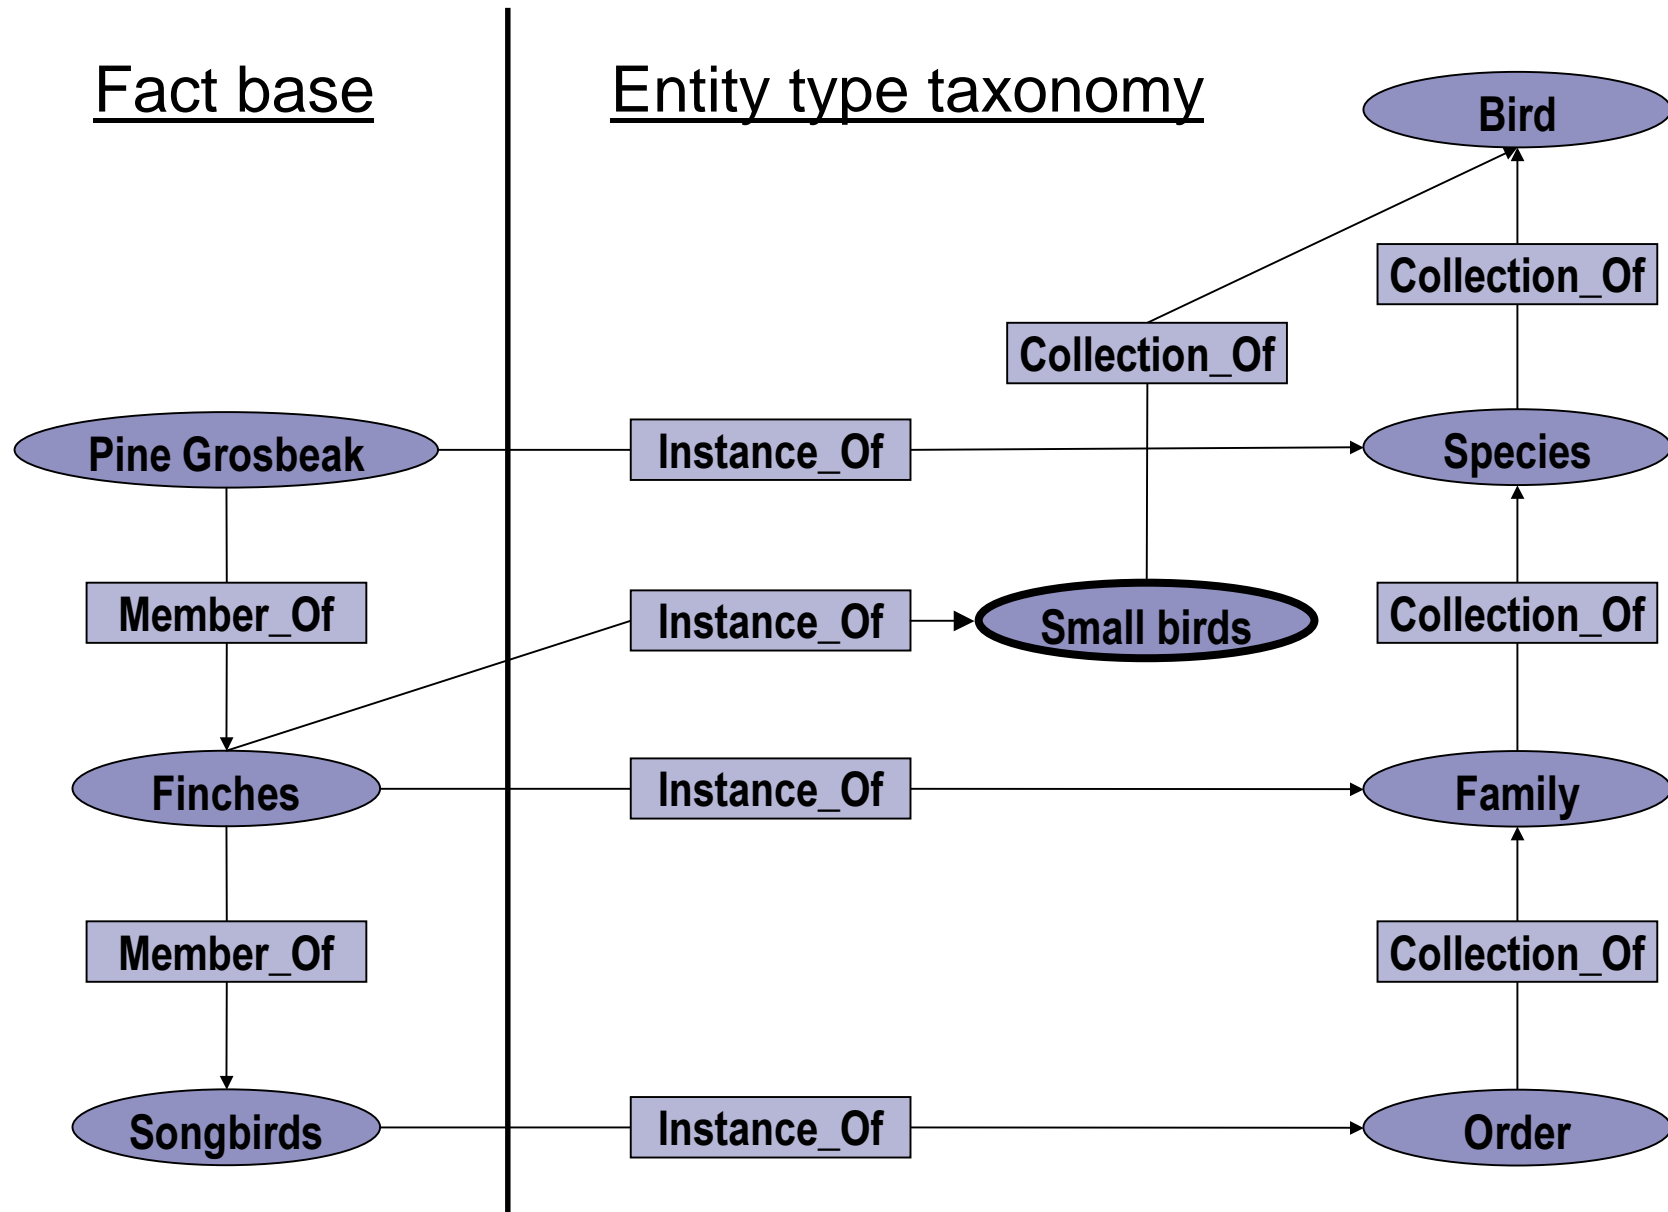 Fact base
Entity type taxonomy
Bird
Collection_Of
Collection_Of
Pine Grosbeak
Instance_Of
Species
Member_Of
Instance_Of
Small birds
Collection_Of
Finches
Instance_Of
Family
Member_Of
Collection_Of
Songbirds
Instance_Of
Order